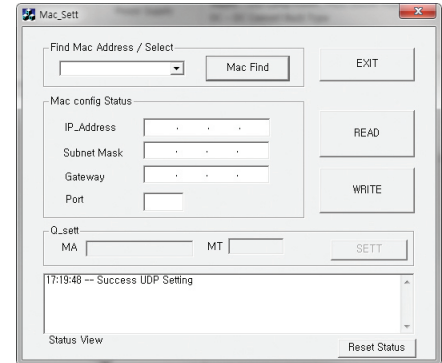 Mac_Sett
Find Mac Address / Select
Mac Find
EXIT
Mac config Status
IP_Address
Subnet Mask
Gateway
Port
READ
WRITE
Q_sett
MA
MT
SETT
17:19:48 -- Success UDP Setting
Status View
Reset Status